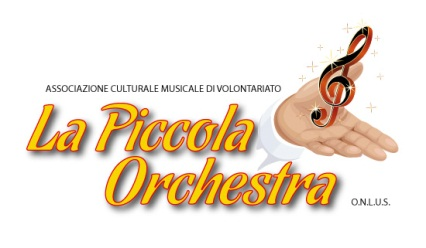 ASSOCIAZIONE CULTURALE MUSICALE DI VOLONTARIATO
La Piccola
Orchestra
O.N.L.U.S.